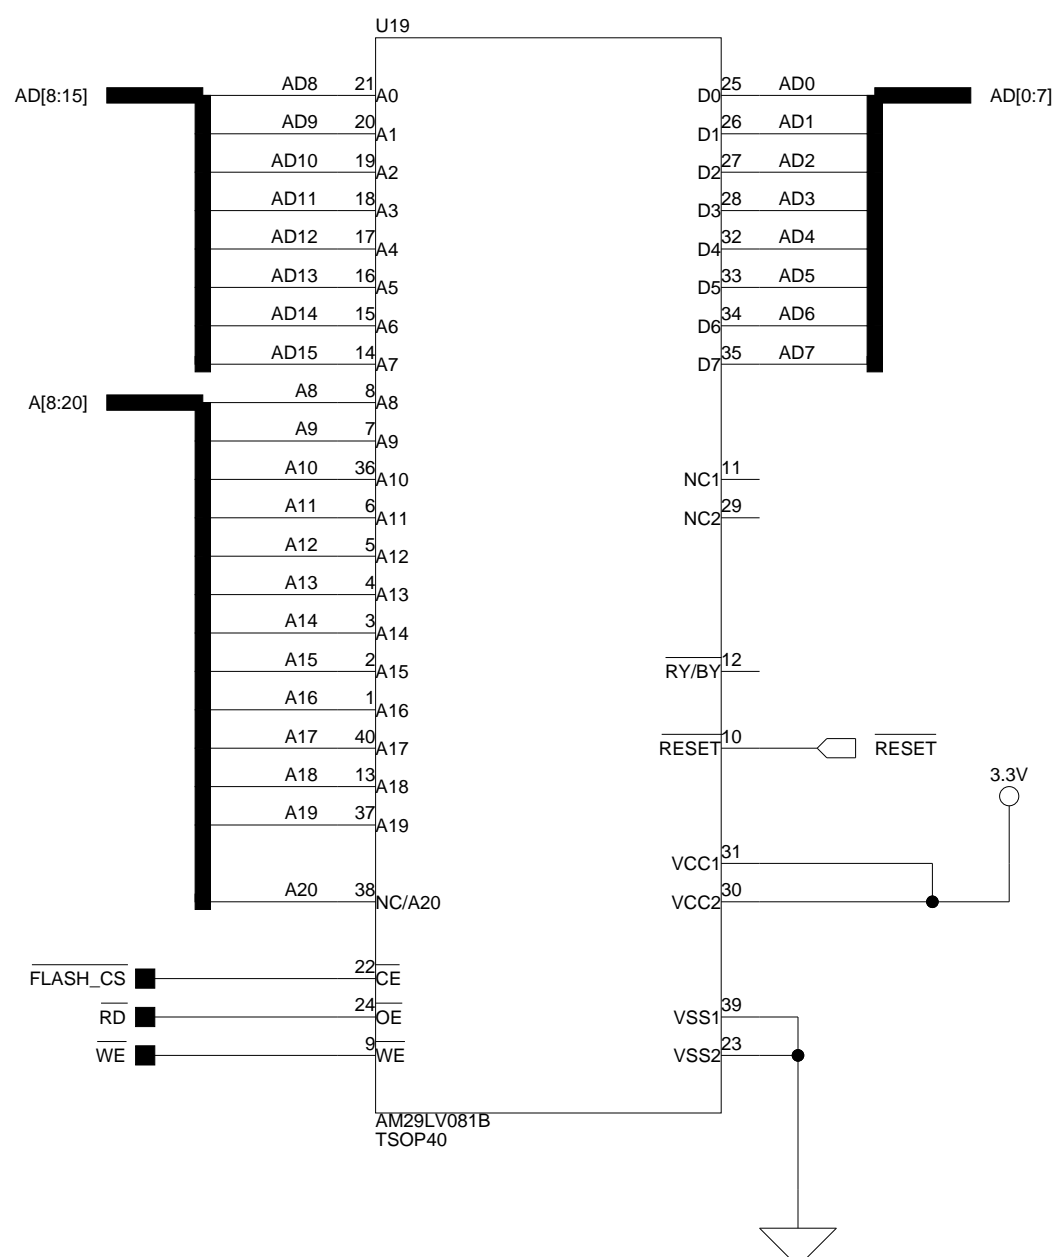 U19
AD[8:15] AD8 21 A0 D0 25 AD0 AD[0:7]
AD9 20 A1 D1 26 AD1
AD10 19 A2 D2 27 AD2
AD11 18 A3 D3 28 AD3
AD12 17 A4 D4 32 AD4
AD13 16 A5 D5 33 AD5
AD14 15 A6 D6 34 AD6
AD15 14 A7 D7 35 AD7
A[8:20] A8 8 A8
A9 7 A9
A10 36 A10 NC1 11
A11 6 A11 NC2 29
A12 5 A12
A13 4 A13
A14 3 A14
A15 2 A15 RY/BY 12
A16 1 A16
A17 40 A17 RESET 10 RESET
A18 13 A18 3.3V
A19 37 A19
VCC1 31
A20 38 NC/A20 VCC2 30
FLASH_CS 22 CE
RD 24 OE VSS1 39
WE 9 WE VSS2 23
AM29LV081B
TSOP40